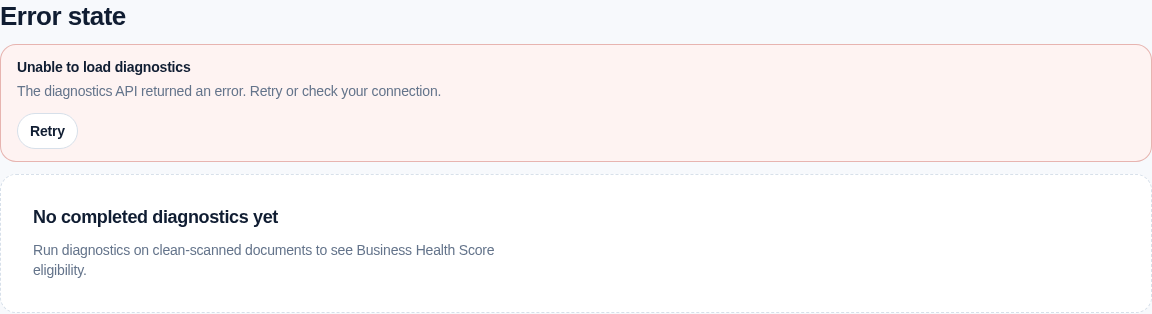 Error state
Unable to load diagnostics
The diagnostics API returned an error. Retry or check your connection.
Retry
No completed diagnostics yet
Run diagnostics on clean-scanned documents to see Business Health Score
eligibility.